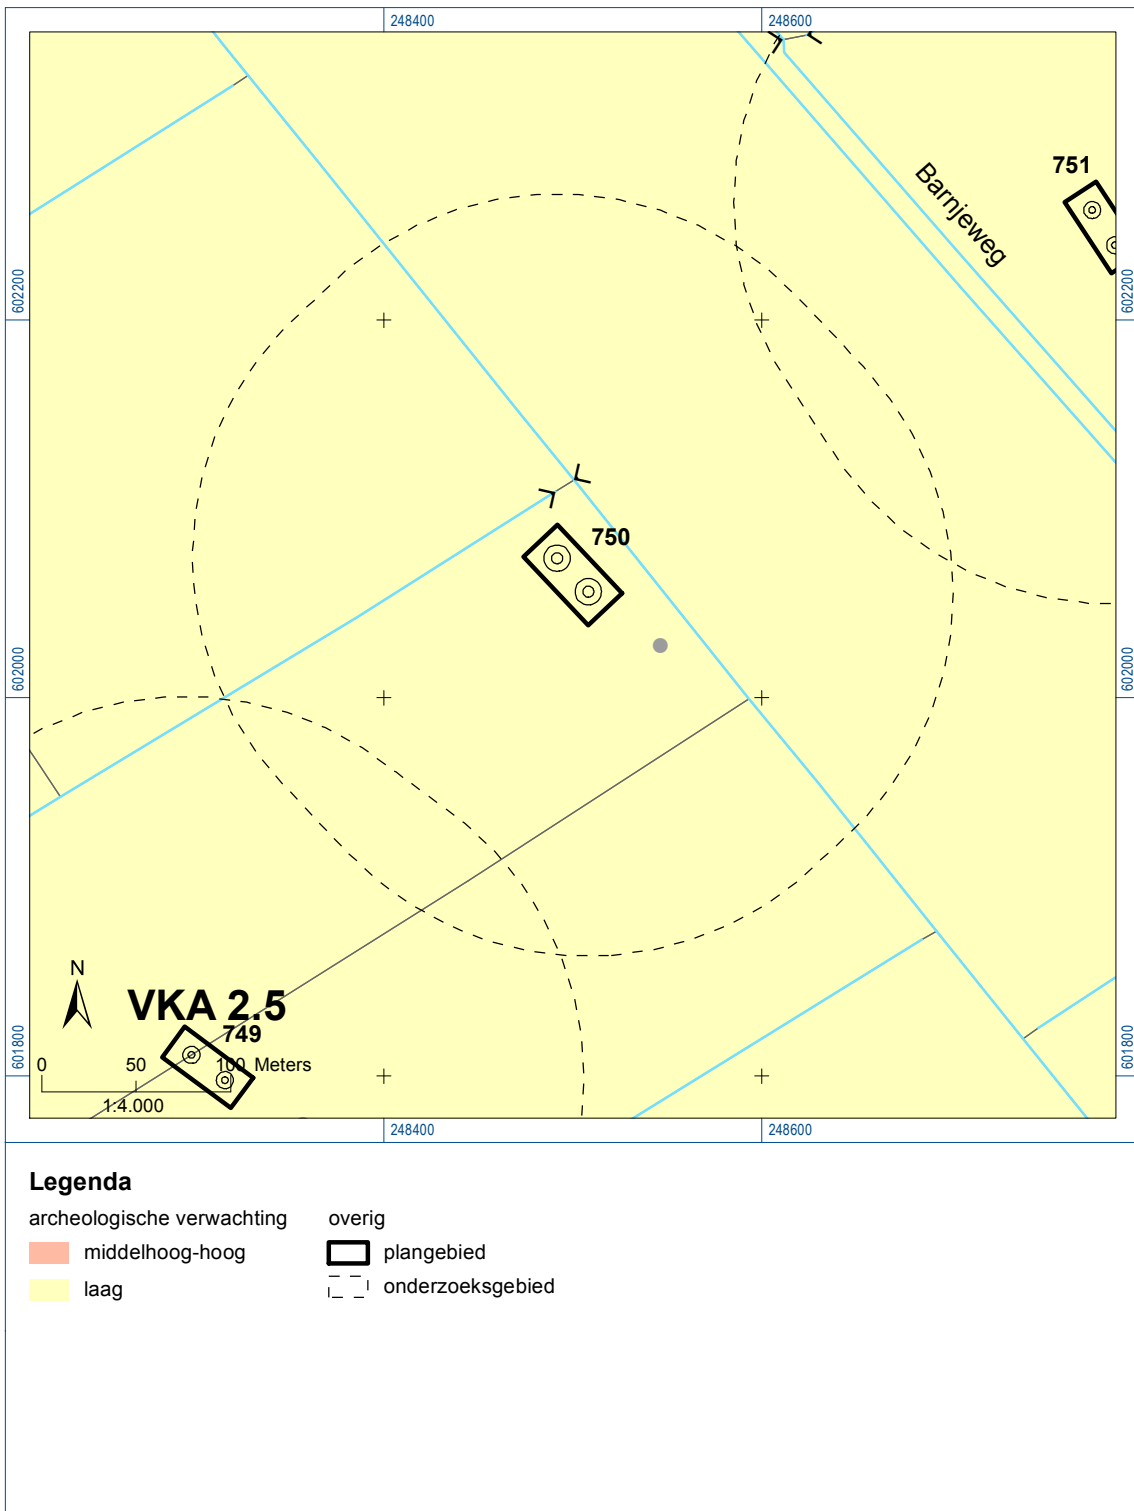 248400 248600
Barnjeweg
751
602200 602200
750
602000 602000
N
VKA 2.5
749
601800 601800
0 50 100 Meters
1:4.000
248400 248600
Legenda
archeologische verwachting overig
middelhoog-hoog plangebied
laag onderzoeksgebied